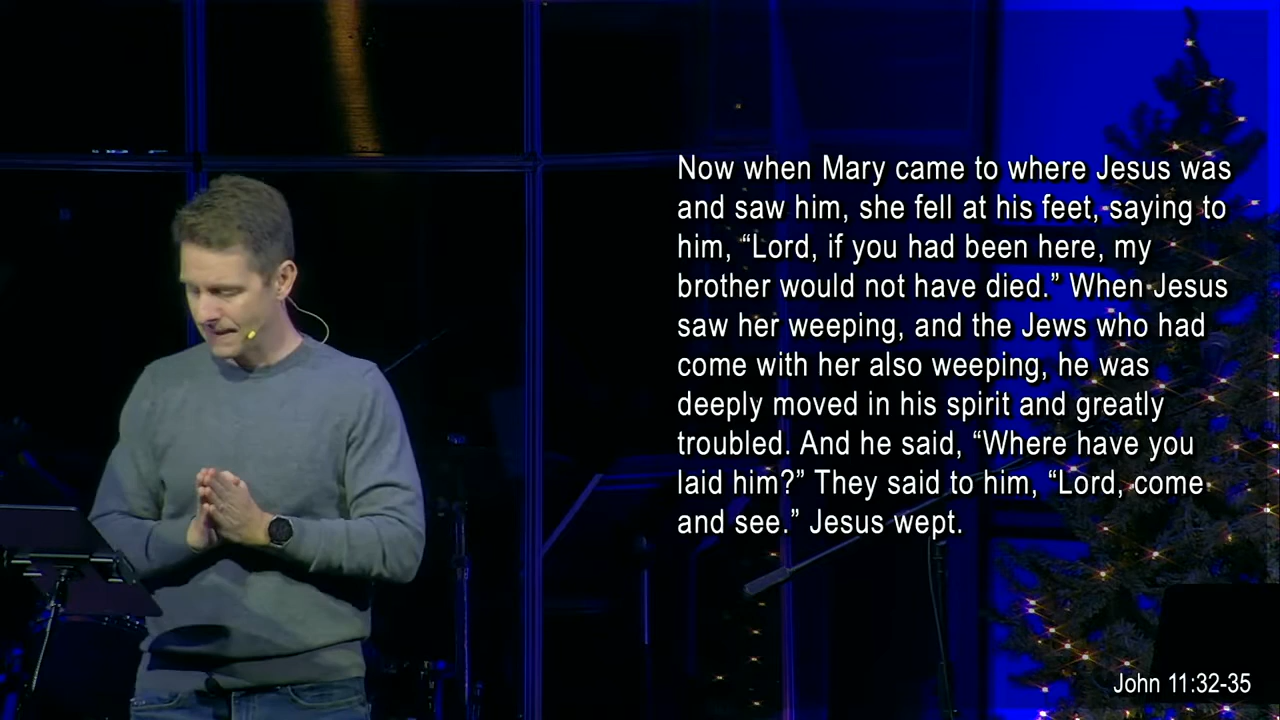 Now when Mary came to where Jesus was
and saw him, she fell at his feet, saying to
him, “Lord, if you had been here, my
brother would not have died.” When Jesus
saw her weeping, and the Jews who had
come with her also weeping, he was
deeply moved in his spirit and greatly
troubled. And he said, “Where have you
laid him?” They said to him, “Lord, come
and see.” Jesus wept.
John 11:32-35